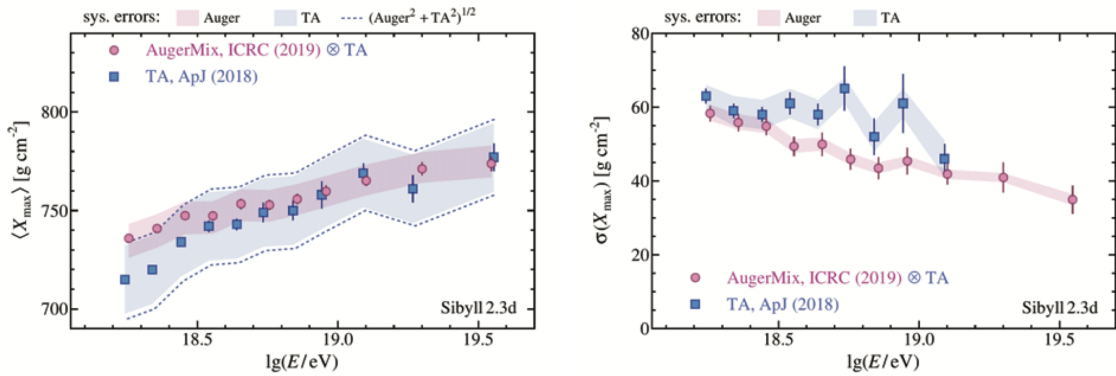 sys. errors: Auger TA (Auger² + TA²)^1/2
AugerMix, ICRC (2019) ⊗ TA
TA, ApJ (2018)
800
750
700
⟨X_max⟩ [g cm⁻²]
Sibyll 2.3d
18.5 19.0 19.5
lg(E/eV)
sys. errors: Auger TA
80
60
40
20
0
σ(X_max) [g cm⁻²]
AugerMix, ICRC (2019) ⊗ TA
TA, ApJ (2018)
Sibyll 2.3d
18.5 19.0 19.5
lg(E/eV)